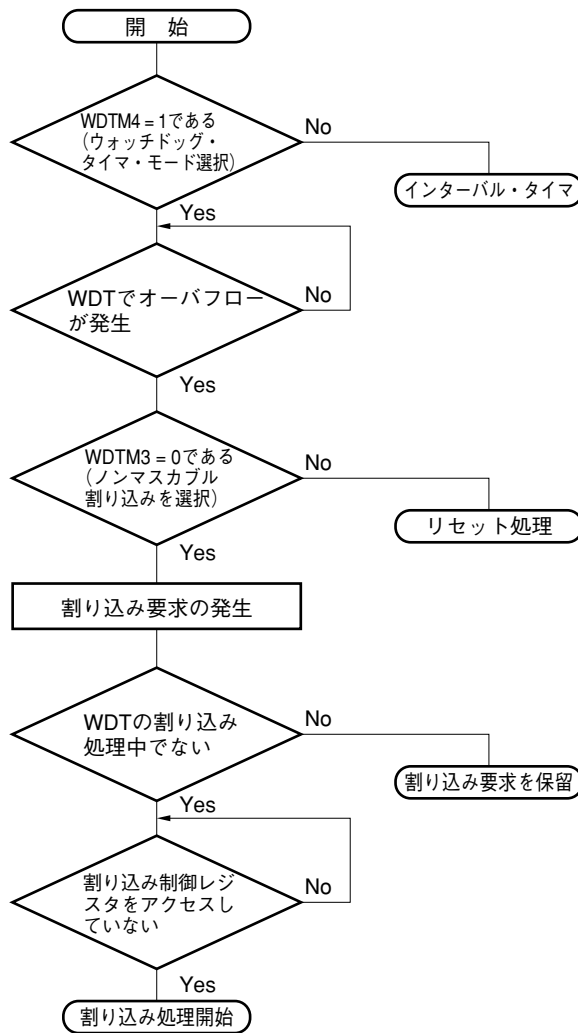 開 始
WDTM4 = 1である
(ウォッチドッグ・
タイマ・モード選択)
No
インターバル・タイマ
Yes
WDTでオーバフロー
が発生
No
Yes
WDTM3 = 0である
(ノンマスカブル
割り込みを選択)
No
リセット処理
Yes
割り込み要求の発生
WDTの割り込み
処理中でない
No
割り込み要求を保留
Yes
割り込み制御レジ
スタをアクセスし
ていない
No
Yes
割り込み処理開始